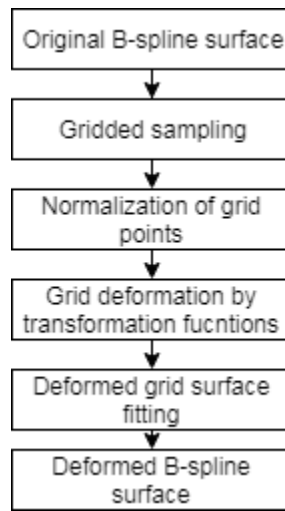 Original B-spline surface
Gridded sampling
Normalization of grid
points
Grid deformation by
transformation fucntions
Deformed grid surface
fitting
Deformed B-spline
surface